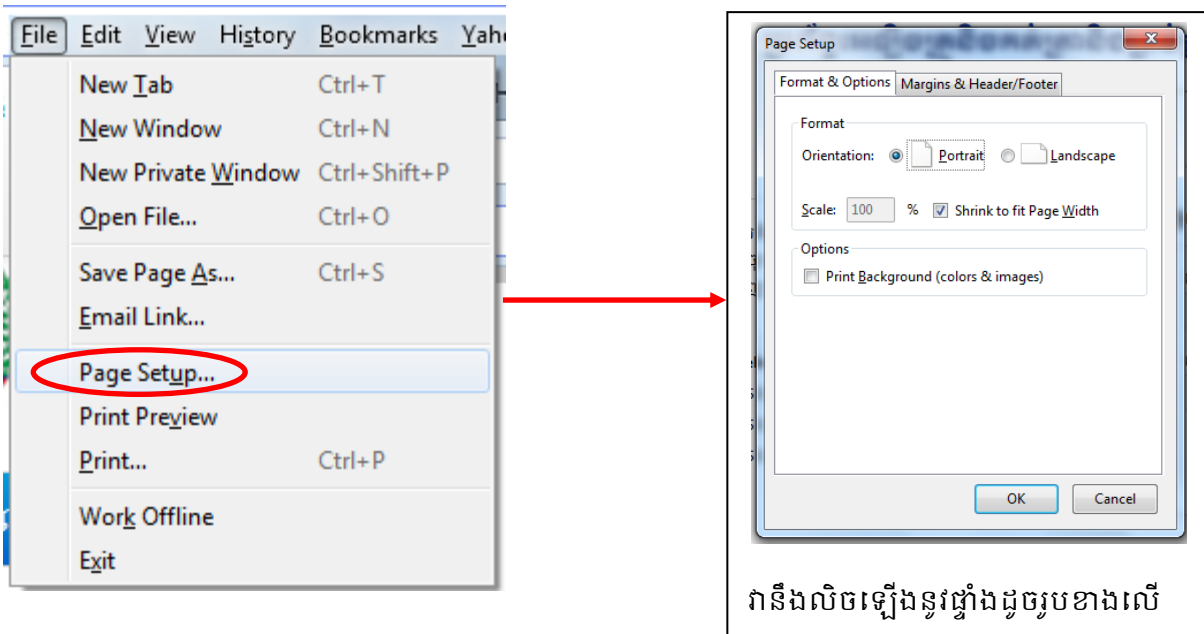 File Edit View History Bookmarks
New Tab Ctrl+T
New Window Ctrl+N
New Private Window Ctrl+Shift+P
Open File... Ctrl+O
Save Page As... Ctrl+S
Email Link...
Page Setup...
Print Preview
Print... Ctrl+P
Work Offline
Exit
Page Setup
Format & Options Margins & Header/Footer
Format
Orientation: Portrait Landscape
Scale: 100 % Shrink to fit Page Width
Options
Print Background (colors & images)
OK Cancel
វានឹងលិចឡើងនូវផ្ទាំងដូចរូបខាងលើ